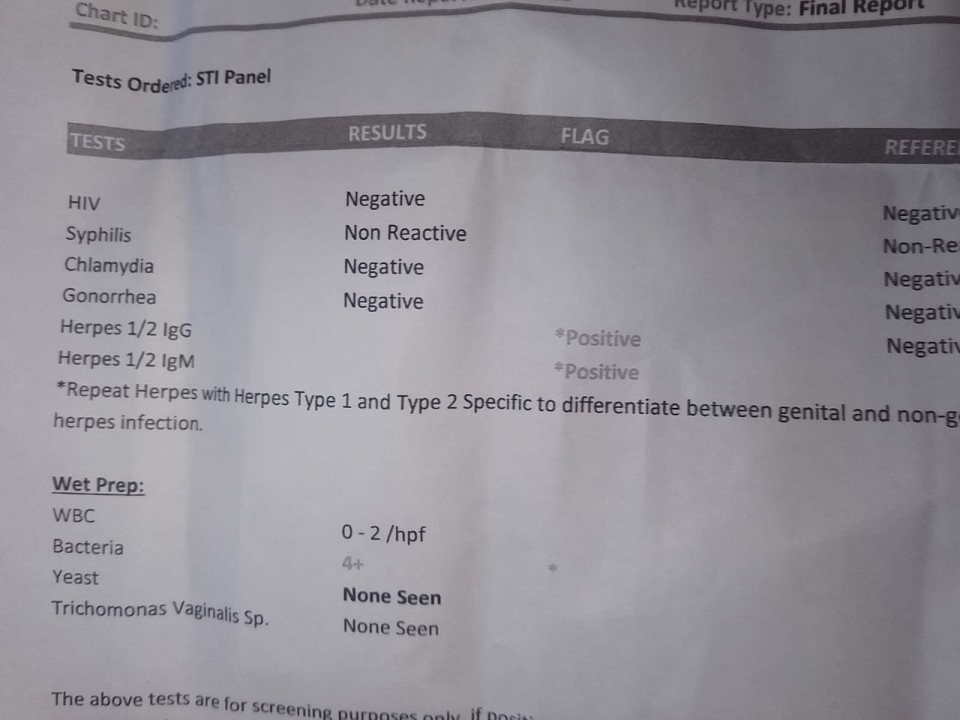 Chart ID:
Report Type: Final Report
Tests Ordered: STI Panel
TESTS RESULTS FLAG
HIV Negative
Syphilis Non Reactive
Chlamydia Negative
Gonorrhea Negative
Herpes 1/2 IgG *Positive
Herpes 1/2 IgM *Positive
*Repeat Herpes with Herpes Type 1 and Type 2 Specific to differentiate between genital and
herpes infection.
Wet Prep:
WBC 0 - 2 /hpf
Bacteria 4+ *
Yeast None Seen
Trichomonas Vaginalis Sp. None Seen
The above tests are for screening purposes only, if